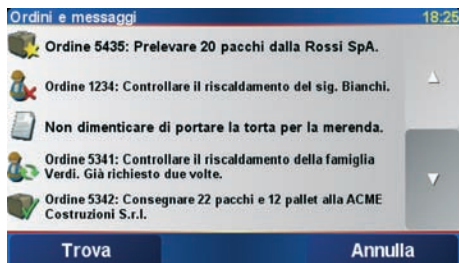 Ordini e messaggi 18:25
Ordine 5435: Prelevare 20 pacchi dalla Rossi SpA.
Ordine 1234: Controllare il riscaldamento del sig. Bianchi.
Non dimenticare di portare la torta per la merenda.
Ordine 5341: Controllare il riscaldamento della famiglia
Verdi. Già richiesto due volte.
Ordine 5342: Consegnare 22 pacchi e 12 pallet alla ACME
Costruzioni S.r.l.
Trova Annulla